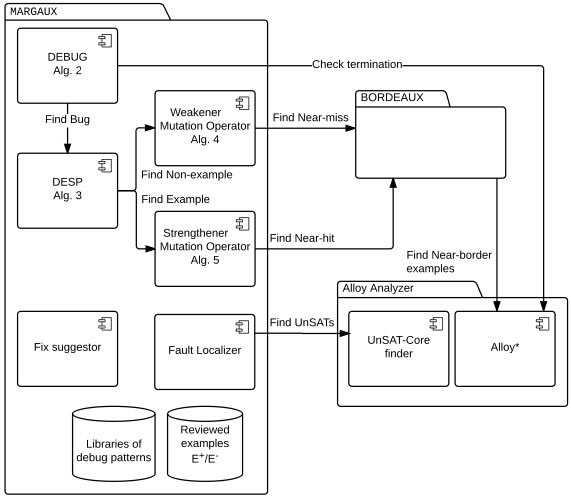 MARGAUX
DEBUG
Alg. 2
Check termination
Find Bug
BORDEAUX
Weakener
Mutation Operator
Alg. 4
Find Near-miss
DESP
Alg. 3
Find Non-example
Find Example
Strengthener
Mutation Operator
Alg. 5
Find Near-hit
Find Near-border
examples
Alloy Analyzer
Fix suggestor
Fault Localizer
Find UnSATs
UnSAT-Core
finder
Alloy*
Libraries of
debug patterns
Reviewed
examples
E+/E-